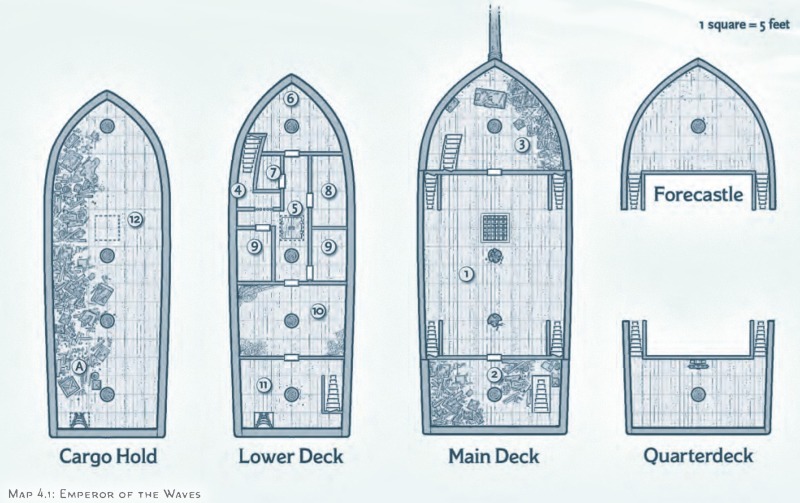 1 square = 5 feet
6
3
7
4
8
Forecastle
5
12
9
9
1
10
A
2
11
Cargo Hold
Lower Deck
Main Deck
Quarterdeck
Map 4.1: Emperor of the Waves